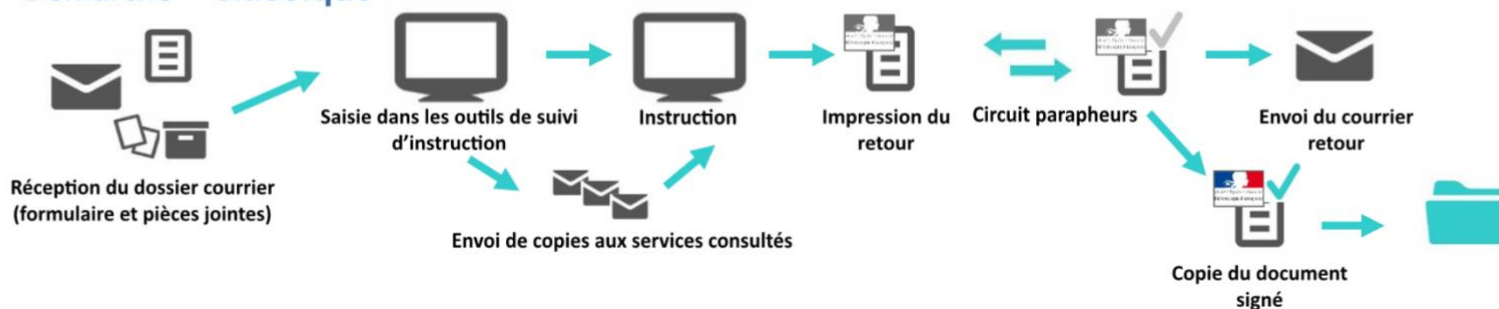 Réception du dossier courrier
(formulaire et pièces jointes)
Saisie dans les outils de suivi
d'instruction
Envoi de copies aux services consultés
Instruction
Impression du
retour
Circuit parapheurs
Envoi du courrier
retour
Copie du document
signé